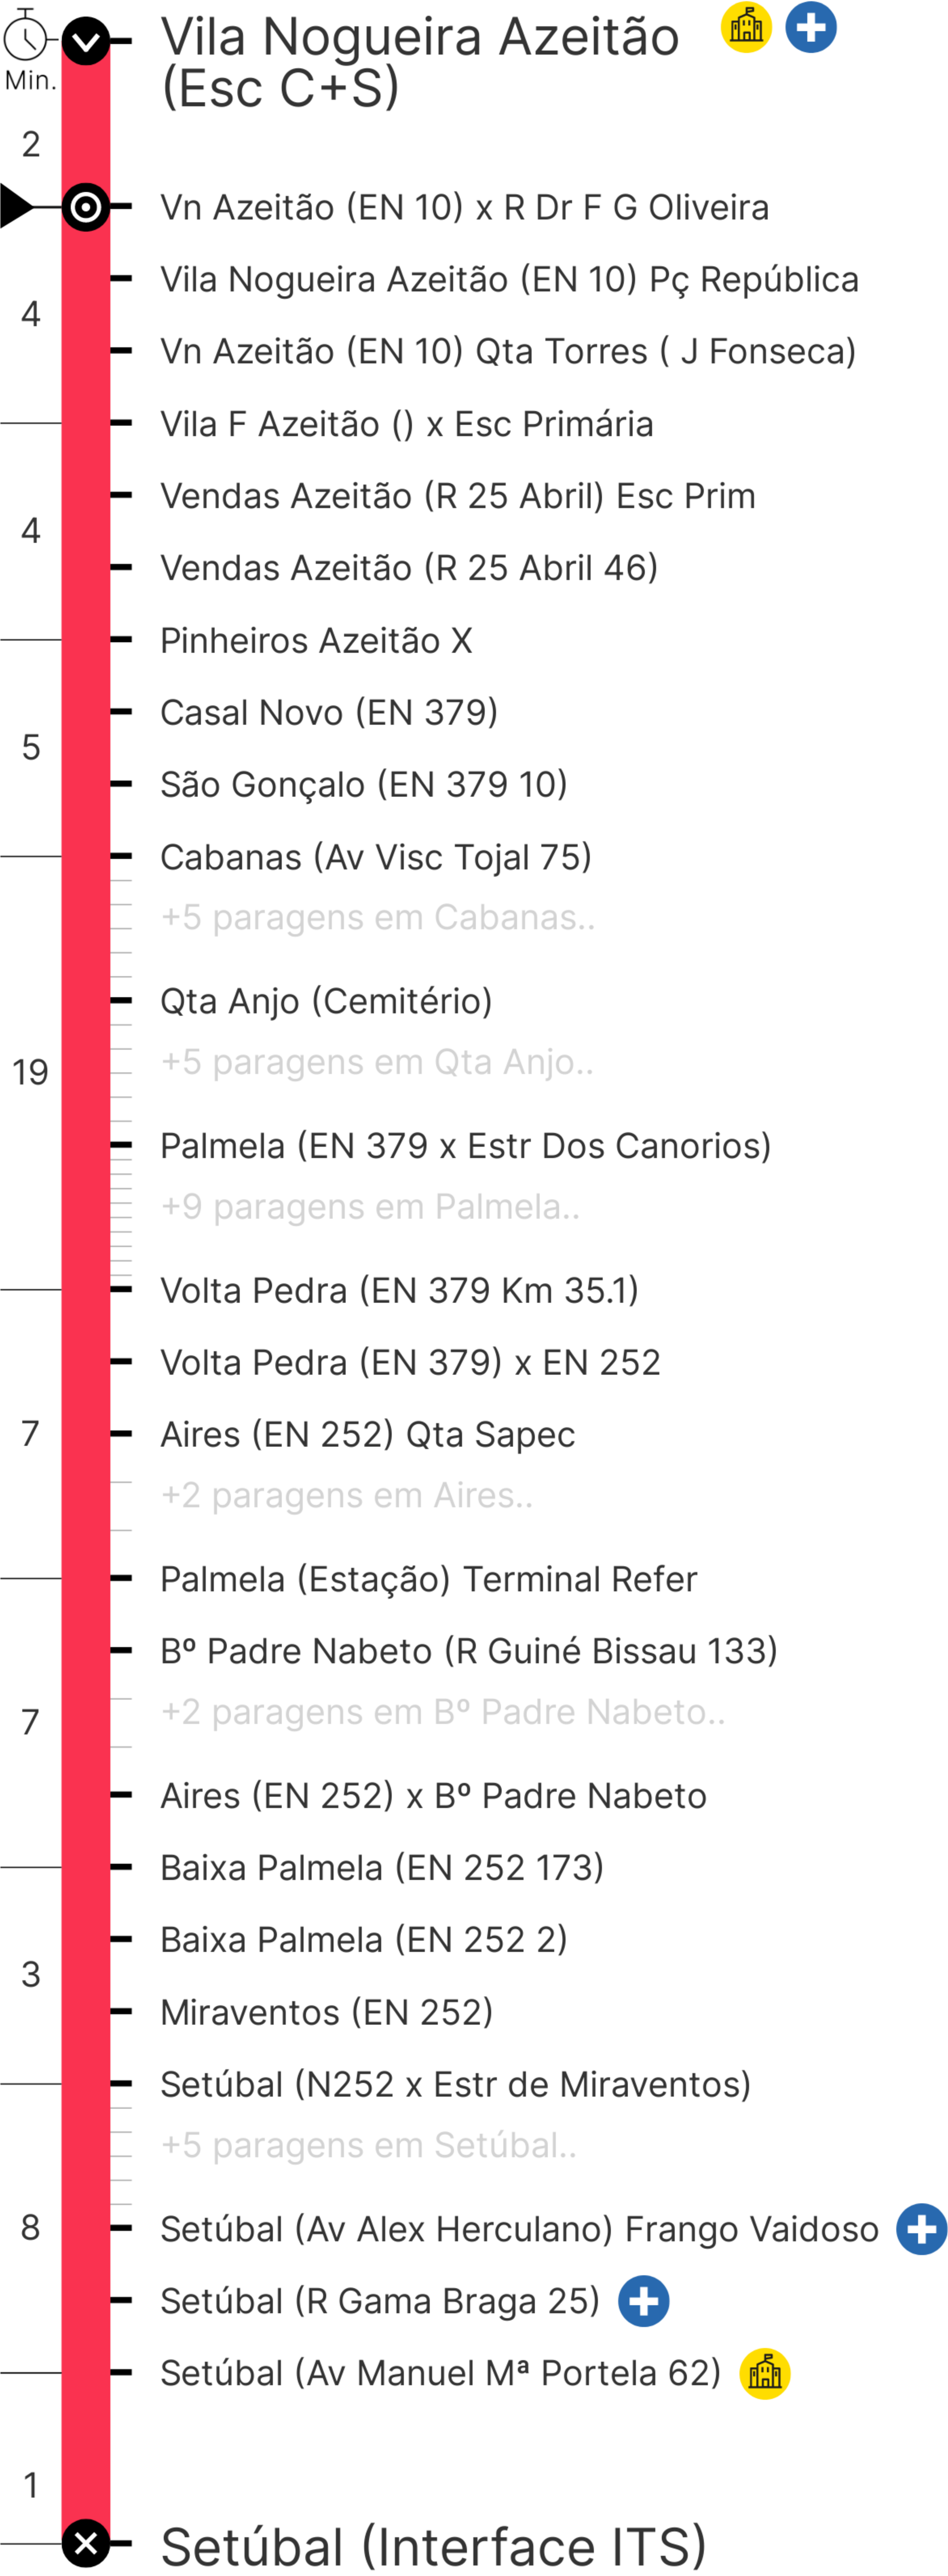 Vila Nogueira Azeitão
(Esc C+S)
Min.
2
Vn Azeitão (EN 10) x R Dr F G Oliveira
Vila Nogueira Azeitão (EN 10) Pç República
4
Vn Azeitão (EN 10) Qta Torres ( J Fonseca)
Vila F Azeitão () x Esc Primária
Vendas Azeitão (R 25 Abril) Esc Prim
4
Vendas Azeitão (R 25 Abril 46)
Pinheiros Azeitão X
Casal Novo (EN 379)
5
São Gonçalo (EN 379 10)
Cabanas (Av Visc Tojal 75)
+5 paragens em Cabanas..
Qta Anjo (Cemitério)
+5 paragens em Qta Anjo..
19
Palmela (EN 379 x Estr Dos Canorios)
+9 paragens em Palmela..
Volta Pedra (EN 379 Km 35.1)
Volta Pedra (EN 379) x EN 252
7
Aires (EN 252) Qta Sapec
+2 paragens em Aires..
Palmela (Estação) Terminal Refer
Bº Padre Nabeto (R Guiné Bissau 133)
+2 paragens em Bº Padre Nabeto..
7
Aires (EN 252) x Bº Padre Nabeto
Baixa Palmela (EN 252 173)
Baixa Palmela (EN 252 2)
3
Miraventos (EN 252)
Setúbal (N252 x Estr de Miraventos)
+5 paragens em Setúbal..
8
Setúbal (Av Alex Herculano) Frango Vaidoso
Setúbal (R Gama Braga 25)
Setúbal (Av Manuel Mª Portela 62)
1
Setúbal (Interface ITS)